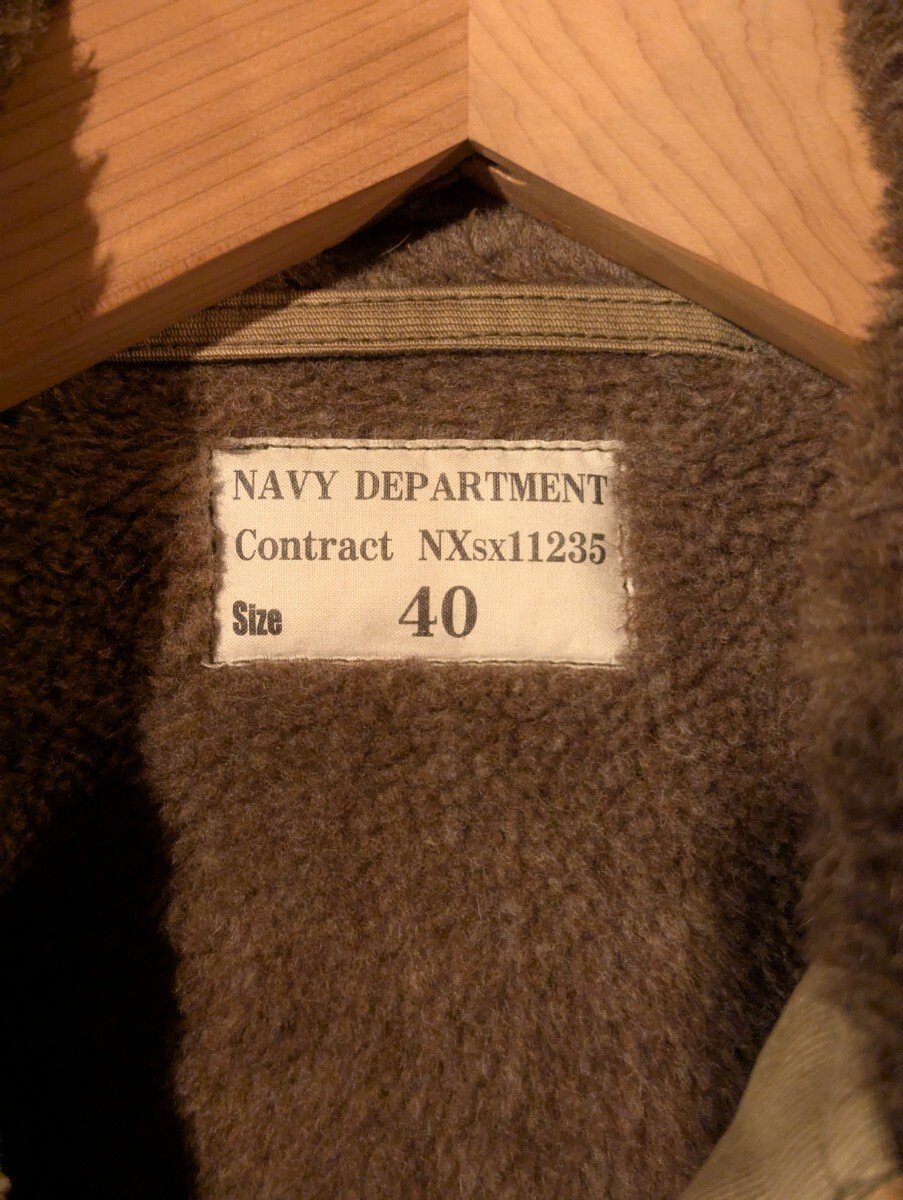 NAVY DEPARTMENT
Contract NXsx11235
Size 40